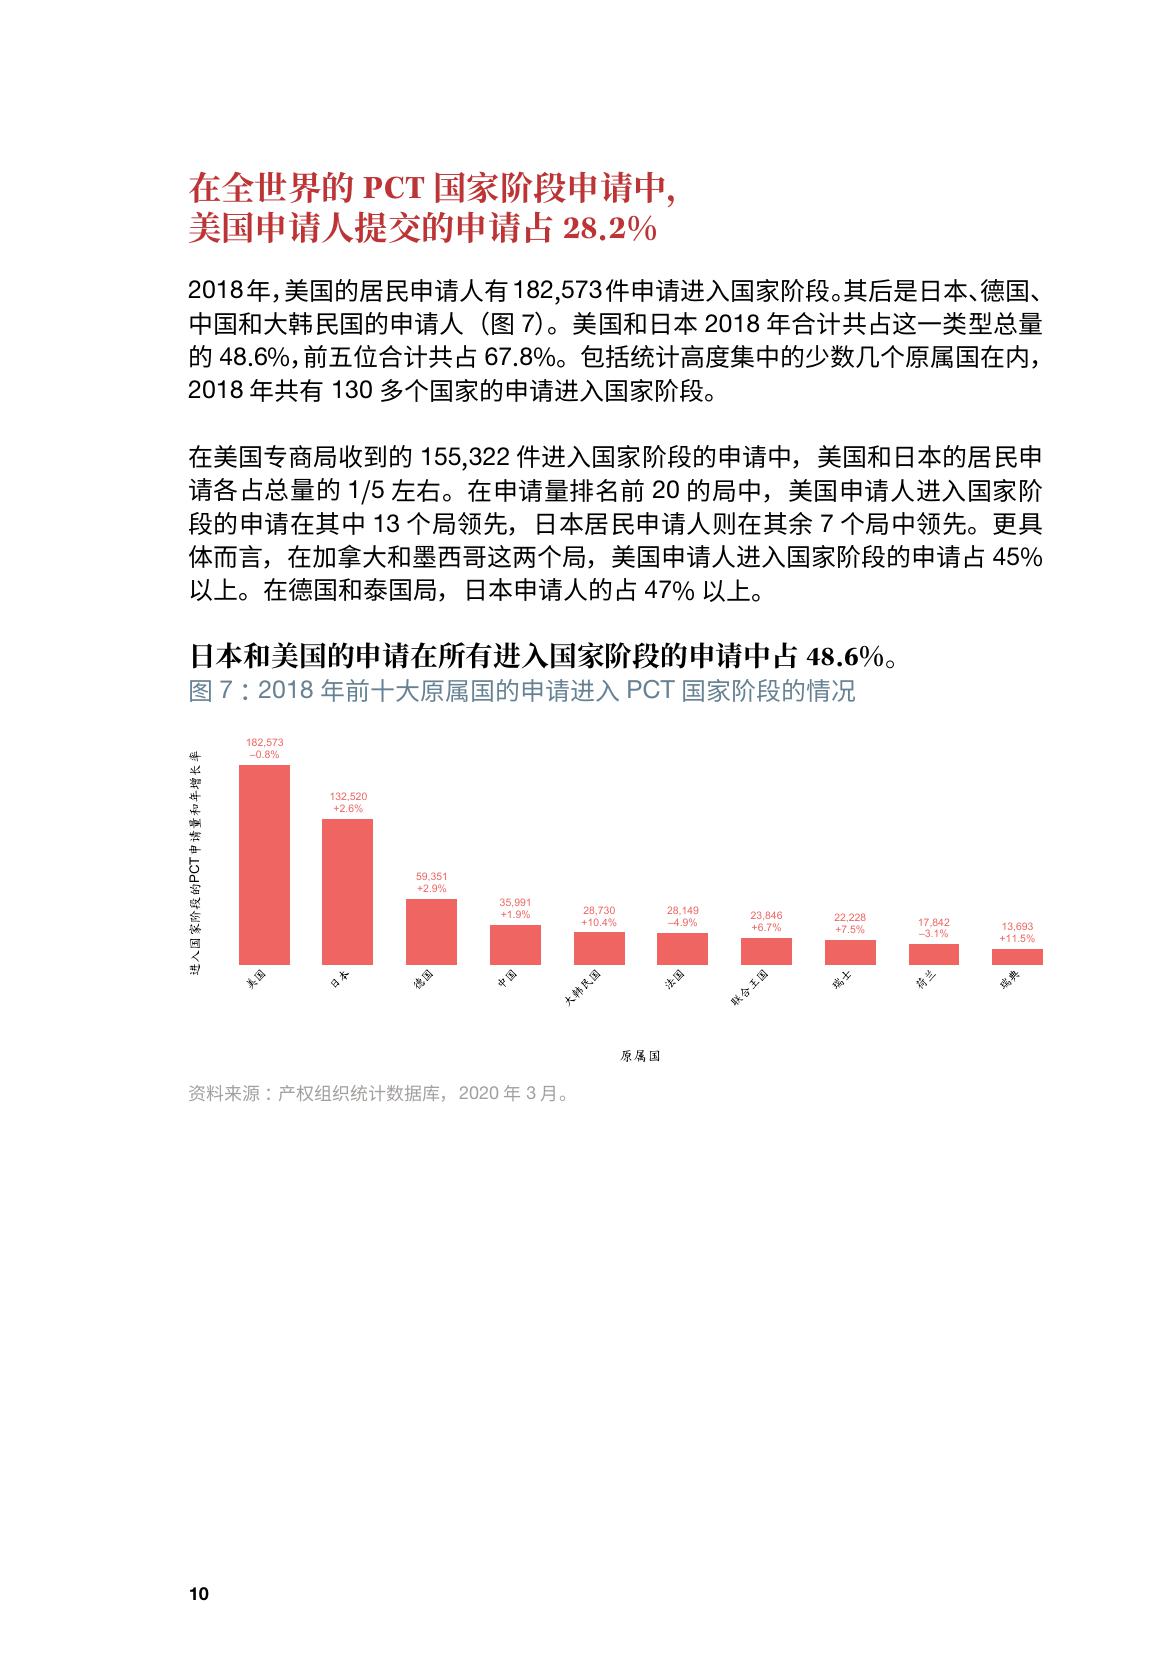 在全世界的 PCT 国家阶段申请中，
美国申请人提交的申请占 28.2%
2018年，美国的居民申请人有182,573件申请进入国家阶段。其后是日本、德国、
中国和大韩民国的申请人（图 7）。美国和日本 2018 年合计共占这一类型总量
的 48.6%，前五位合计共占 67.8%。包括统计高度集中的少数几个原属国在内，
2018 年共有 130 多个国家的申请进入国家阶段。
在美国专商局收到的 155,322 件进入国家阶段的申请中，美国和日本的居民申
请各占总量的 1/5 左右。在申请量排名前 20 的局中，美国申请人进入国家阶
段的申请在其中 13 个局领先，日本居民申请人则在其余 7 个局中领先。更具
体而言，在加拿大和墨西哥这两个局，美国申请人进入国家阶段的申请占 45%
以上。在德国和泰国局，日本申请人的占 47% 以上。
日本和美国的申请在所有进入国家阶段的申请中占 48.6%。
图 7：2018 年前十大原属国的申请进入 PCT 国家阶段的情况
进入国家阶段的PCT申请量和年增长率
182,573
–0.8%
132,520
+2.6%
59,351
+2.9%
35,991
+1.9%
28,730
+10.4%
28,149
–4.9%
23,846
+6.7%
22,228
+7.5%
17,842
–3.1%
13,693
+11.5%
美国
日本
德国
中国
大韩民国
法国
联合王国
瑞士
荷兰
瑞典
原属国
资料来源：产权组织统计数据库，2020 年 3 月。
10